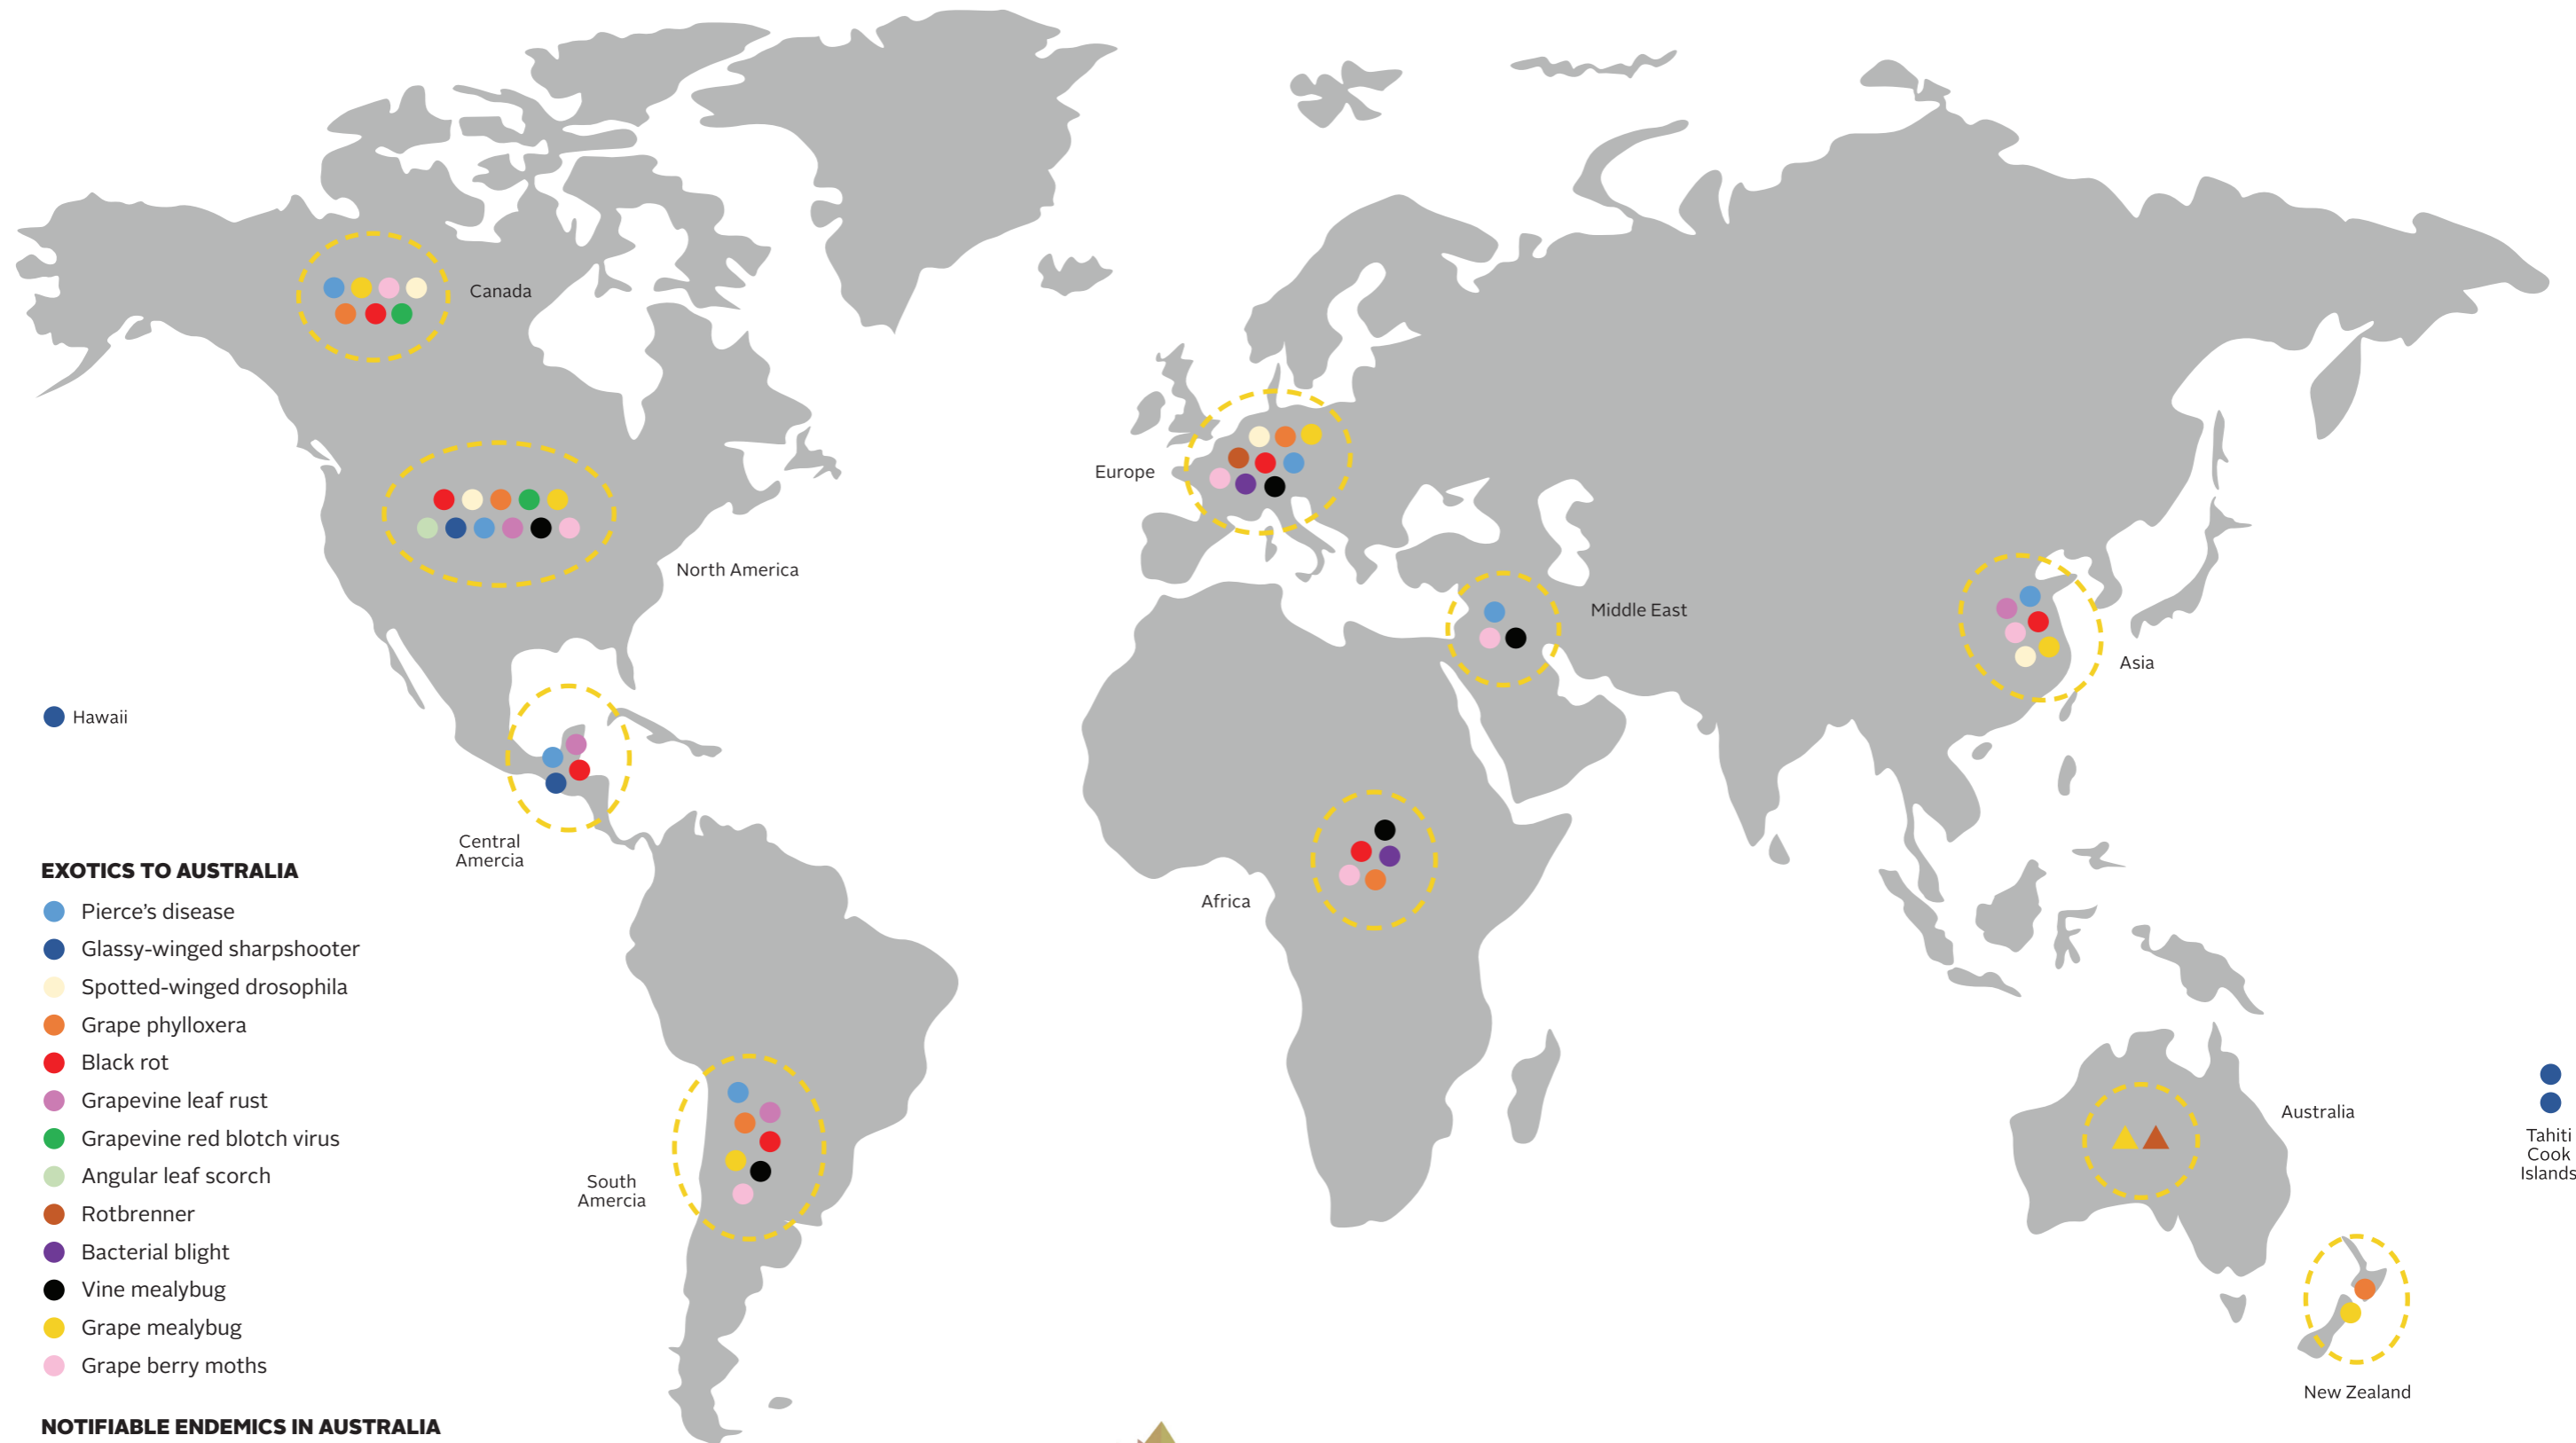 Canada
Europe
North America
Middle East
Asia
Hawaii
Central
Amercia
Africa
South
Amercia
Australia
Tahiti
Cook
Islands
New Zealand
EXOTICS TO AUSTRALIA
Pierce's disease
Glassy-winged sharpshooter
Spotted-winged drosophila
Grape phylloxera
Black rot
Grapevine leaf rust
Grapevine red blotch virus
Angular leaf scorch
Rotbrenner
Bacterial blight
Vine mealybug
Grape mealybug
Grape berry moths
NOTIFIABLE ENDEMICS IN AUSTRALIA